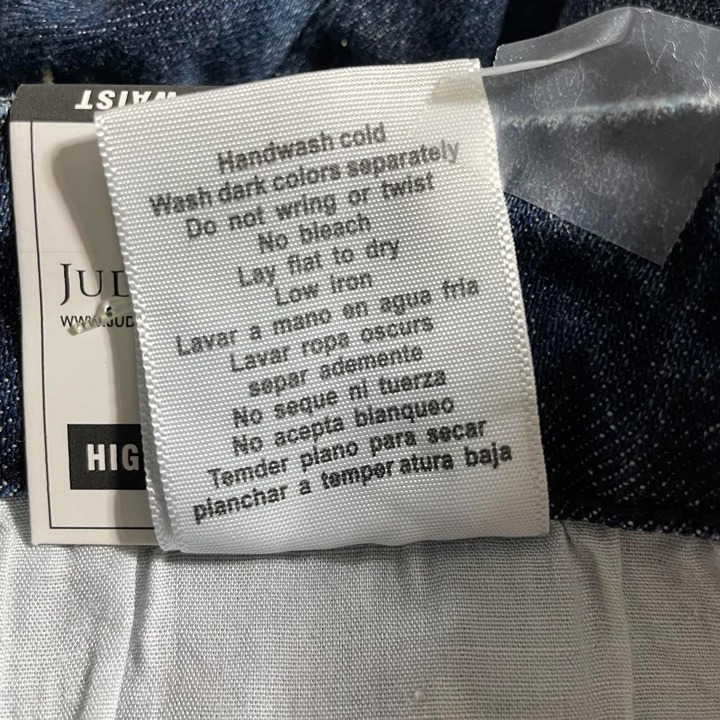 WAIST
JUD
WWW.JUD
HIG
Handwash cold
Wash dark colors separately
Do not wring or twist
No bleach
Lay flat to dry
Low iron
Lavar a mano en agua fria
Lavar ropa oscurs
separ ademente
No seque ni tuerza
No acepta blanqueo
Temder plano para secar
planchar a temper atura baja